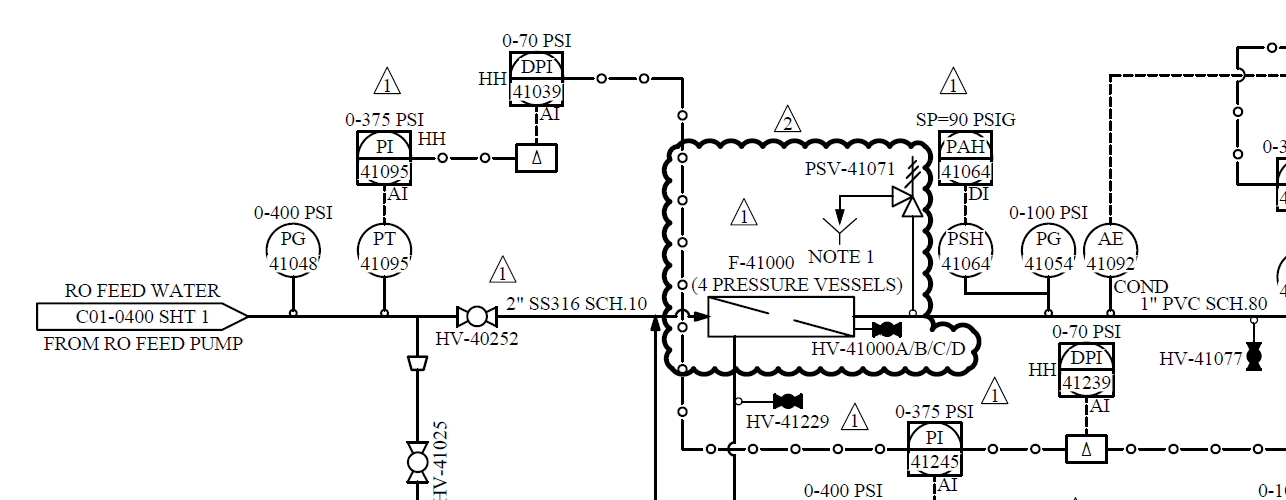 0-70 PSI
HH
DPI
41039
AI
1
0-375 PSI
HH
PI
41095
AI
Δ
0-400 PSI
PG
41048
PT
41095
1
RO FEED WATER
C01-0400 SHT 1
FROM RO FEED PUMP
HV-40252
2" SS316 SCH.10
HV-41025
2
1
PSV-41071
NOTE 1
F-41000
(4 PRESSURE VESSELS)
HV-41000A/B/C/D
HV-41229
1
SP=90 PSIG
PAH
41064
DI
PSH
41064
0-100 PSI
PG
41054
AE
41092
COND
1" PVC SCH.80
0-70 PSI
HH
DPI
41239
AI
Δ
HV-41077
1
1
0-375 PSI
PI
41245
AI
0-400 PSI